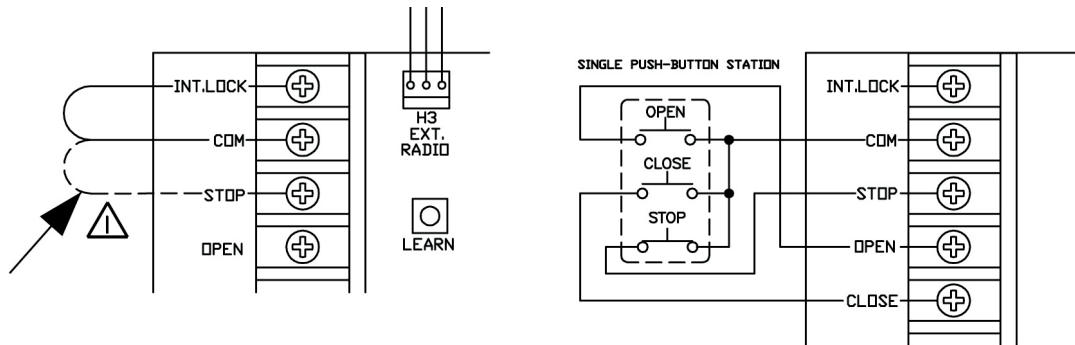 INT.LOCK
COM
STOP
OPEN
H3
EXT.
RADIO
LEARN
SINGLE PUSH-BUTTON STATION
OPEN
CLOSE
STOP
INT.LOCK
COM
STOP
OPEN
CLOSE